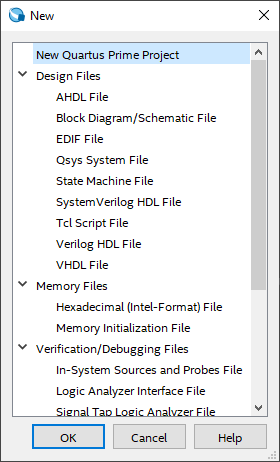 New
New Quartus Prime Project
Design Files
AHDL File
Block Diagram/Schematic File
EDIF File
Qsys System File
State Machine File
SystemVerilog HDL File
Tcl Script File
Verilog HDL File
VHDL File
Memory Files
Hexadecimal (Intel-Format) File
Memory Initialization File
Verification/Debugging Files
In-System Sources and Probes File
Logic Analyzer Interface File
Signal Tap Logic Analyzer File
OK
Cancel
Help